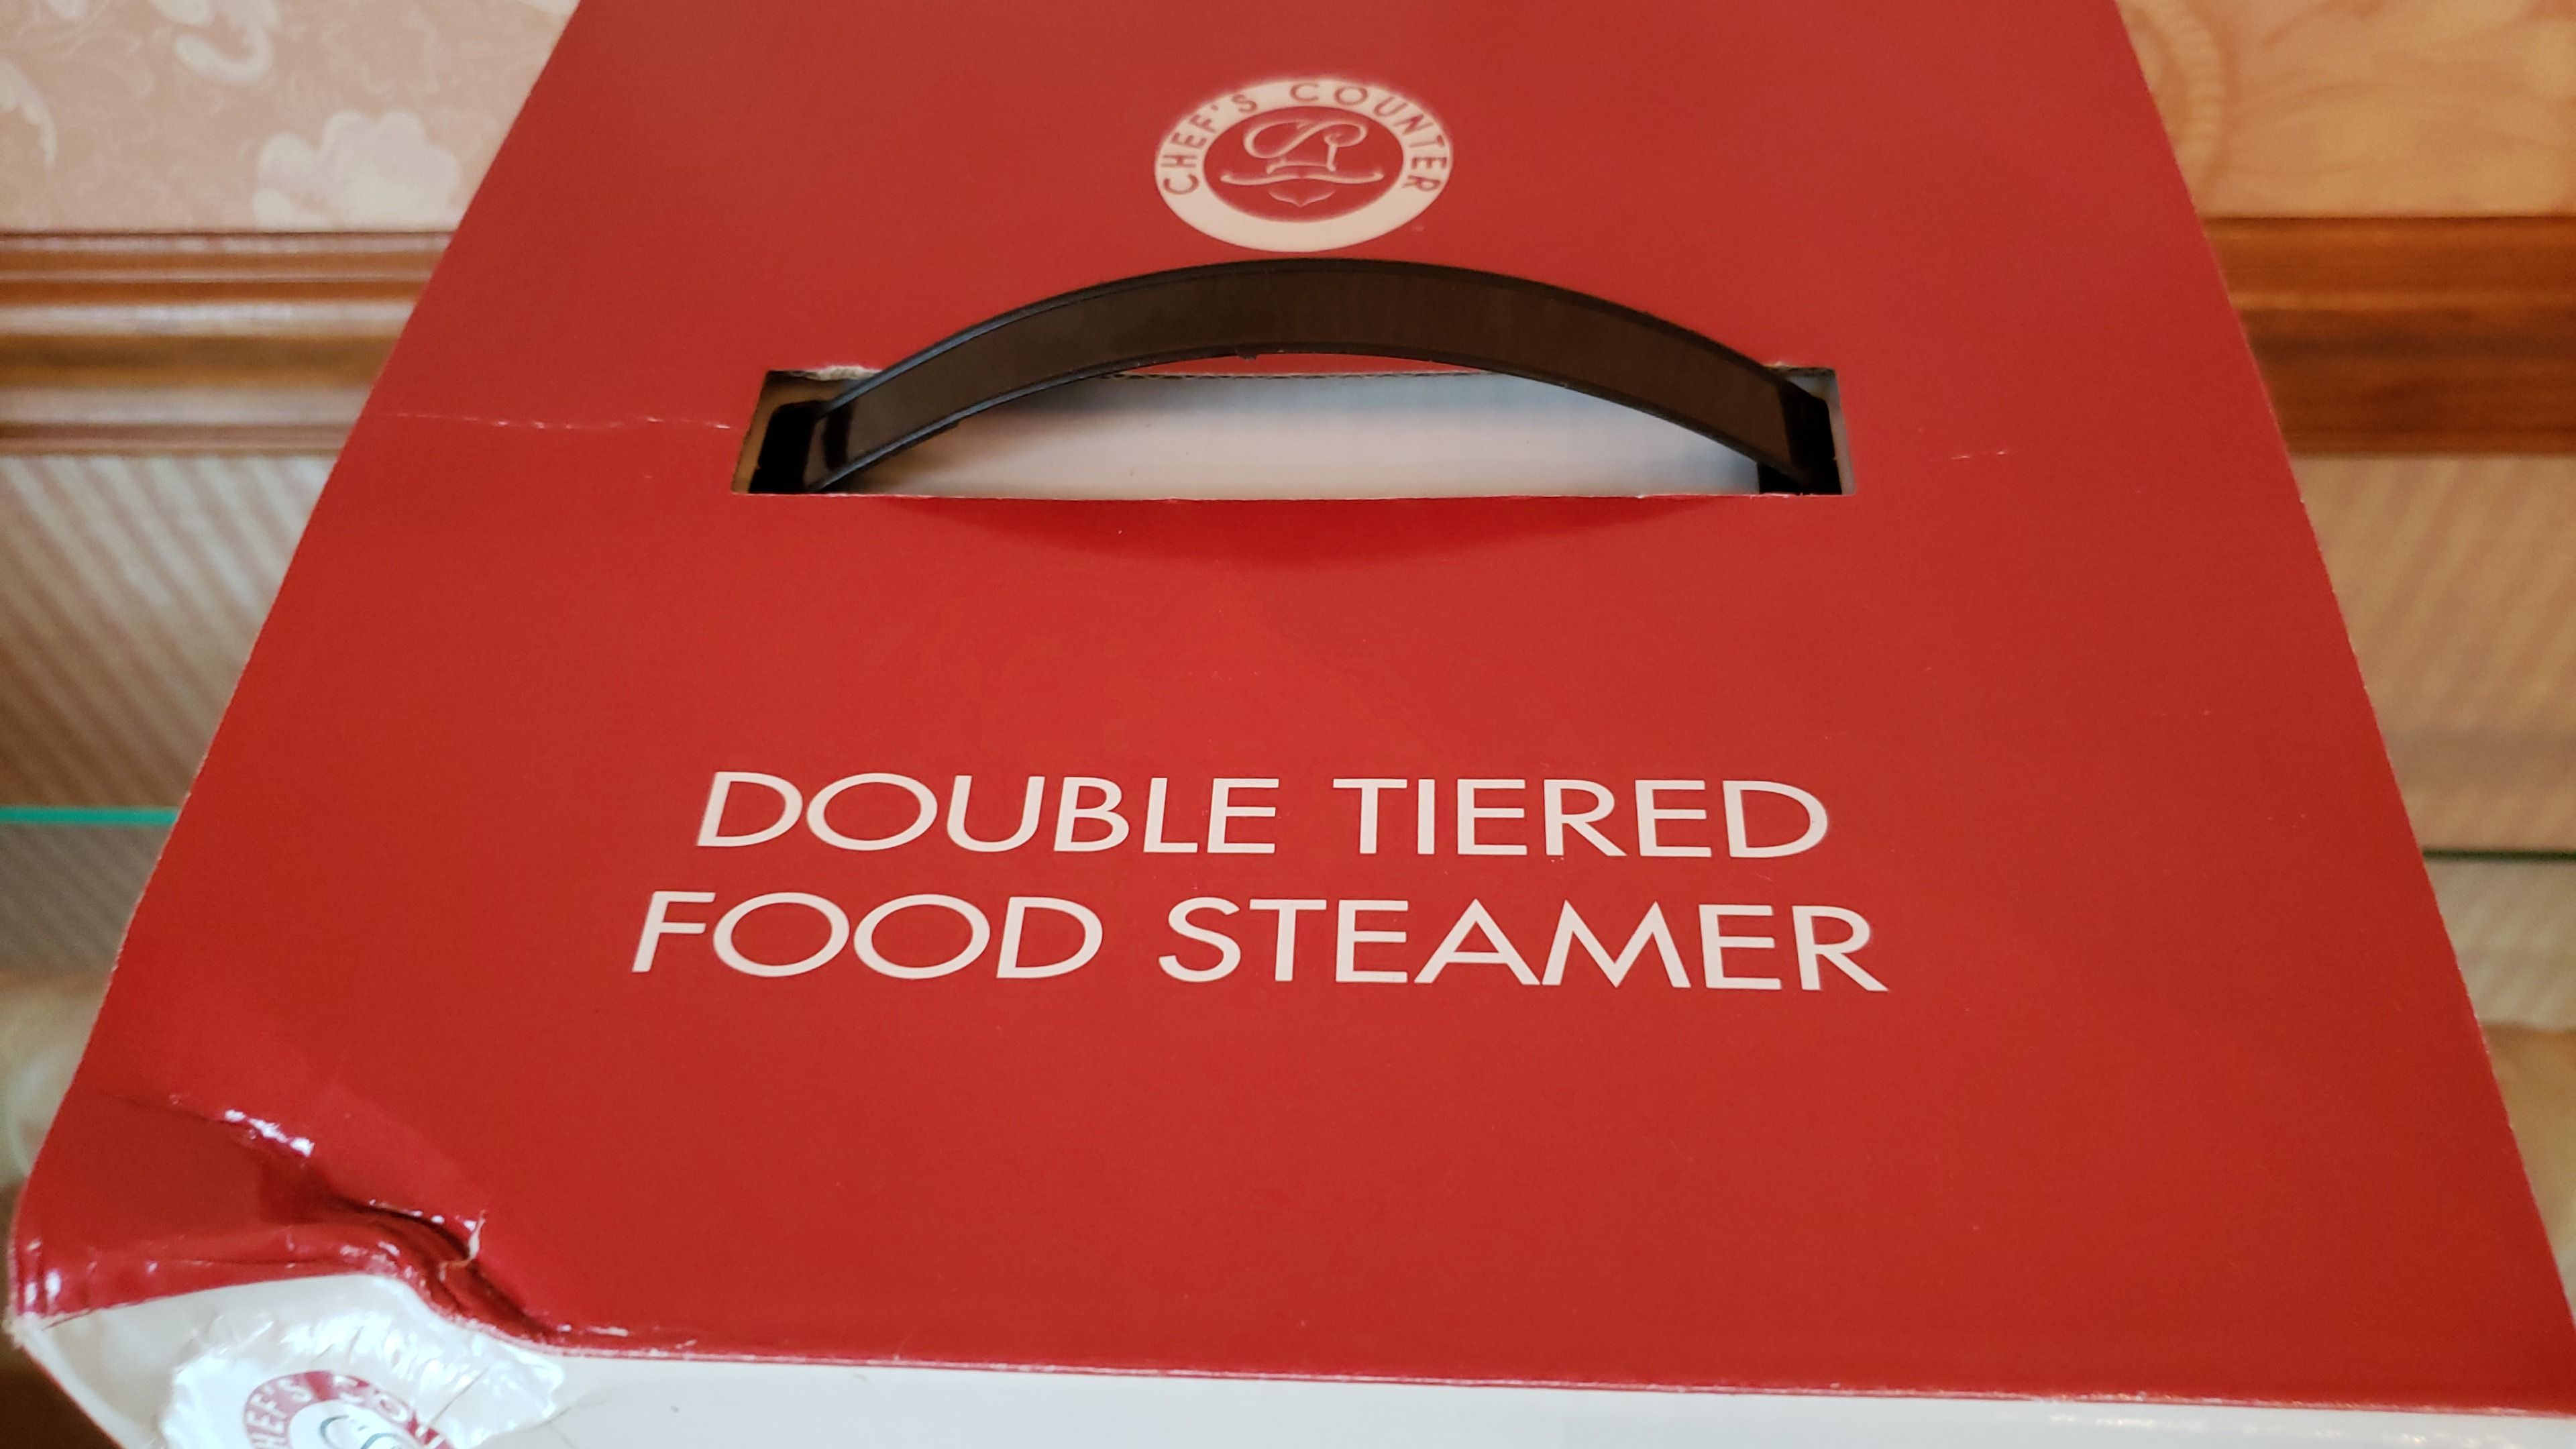 CHEF'S COUNTER
DOUBLE TIERED
FOOD STEAMER